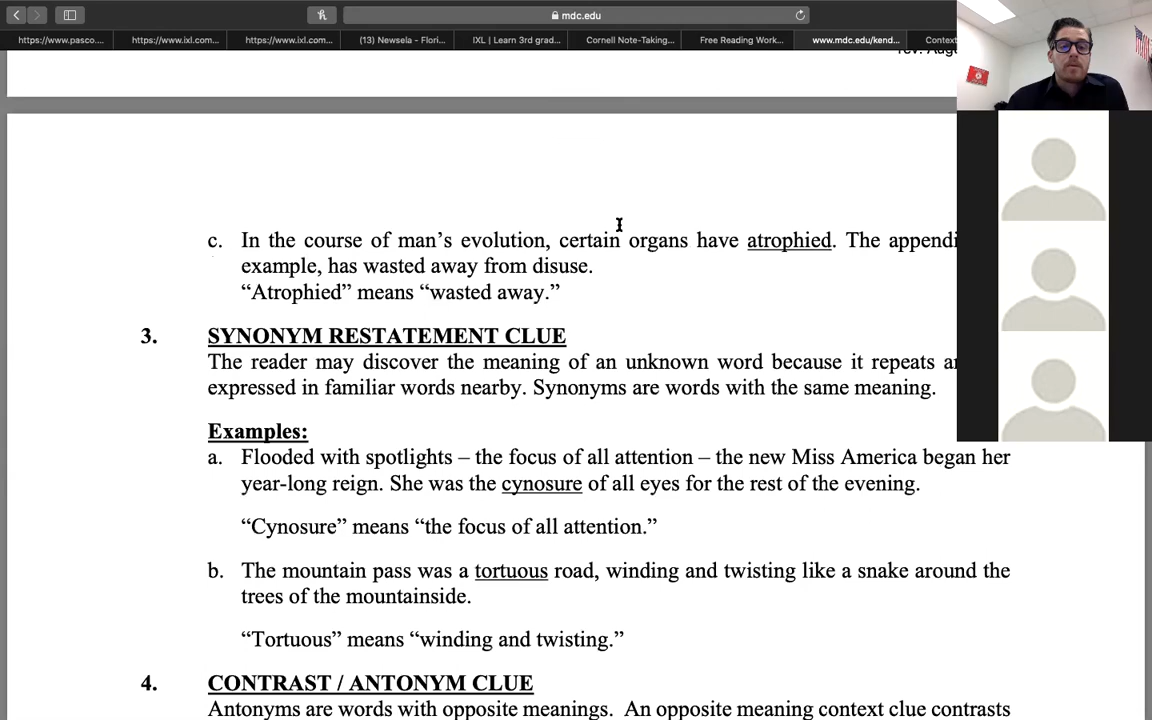 mdc.edu
https://www.pasco.... https://www.ixl.com... https://www.ixl.com... (13) Newsela - Flori... IXL | Learn 3rd grad... Cornell Note-Taking... Free Reading Work... www.mdc.edu/kend... Context
c. In the course of man’s evolution, certain organs have atrophied. The appendi
example, has wasted away from disuse.
“Atrophied” means “wasted away.”
3. SYNONYM RESTATEMENT CLUE
The reader may discover the meaning of an unknown word because it repeats
expressed in familiar words nearby. Synonyms are words with the same meaning.
Examples:
a. Flooded with spotlights – the focus of all attention – the new Miss America began her
year-long reign. She was the cynosure of all eyes for the rest of the evening.
“Cynosure” means “the focus of all attention.”
b. The mountain pass was a tortuous road, winding and twisting like a snake around the
trees of the mountainside.
“Tortuous” means “winding and twisting.”
4. CONTRAST / ANTONYM CLUE
Antonyms are words with opposite meanings. An opposite meaning context clue contrasts